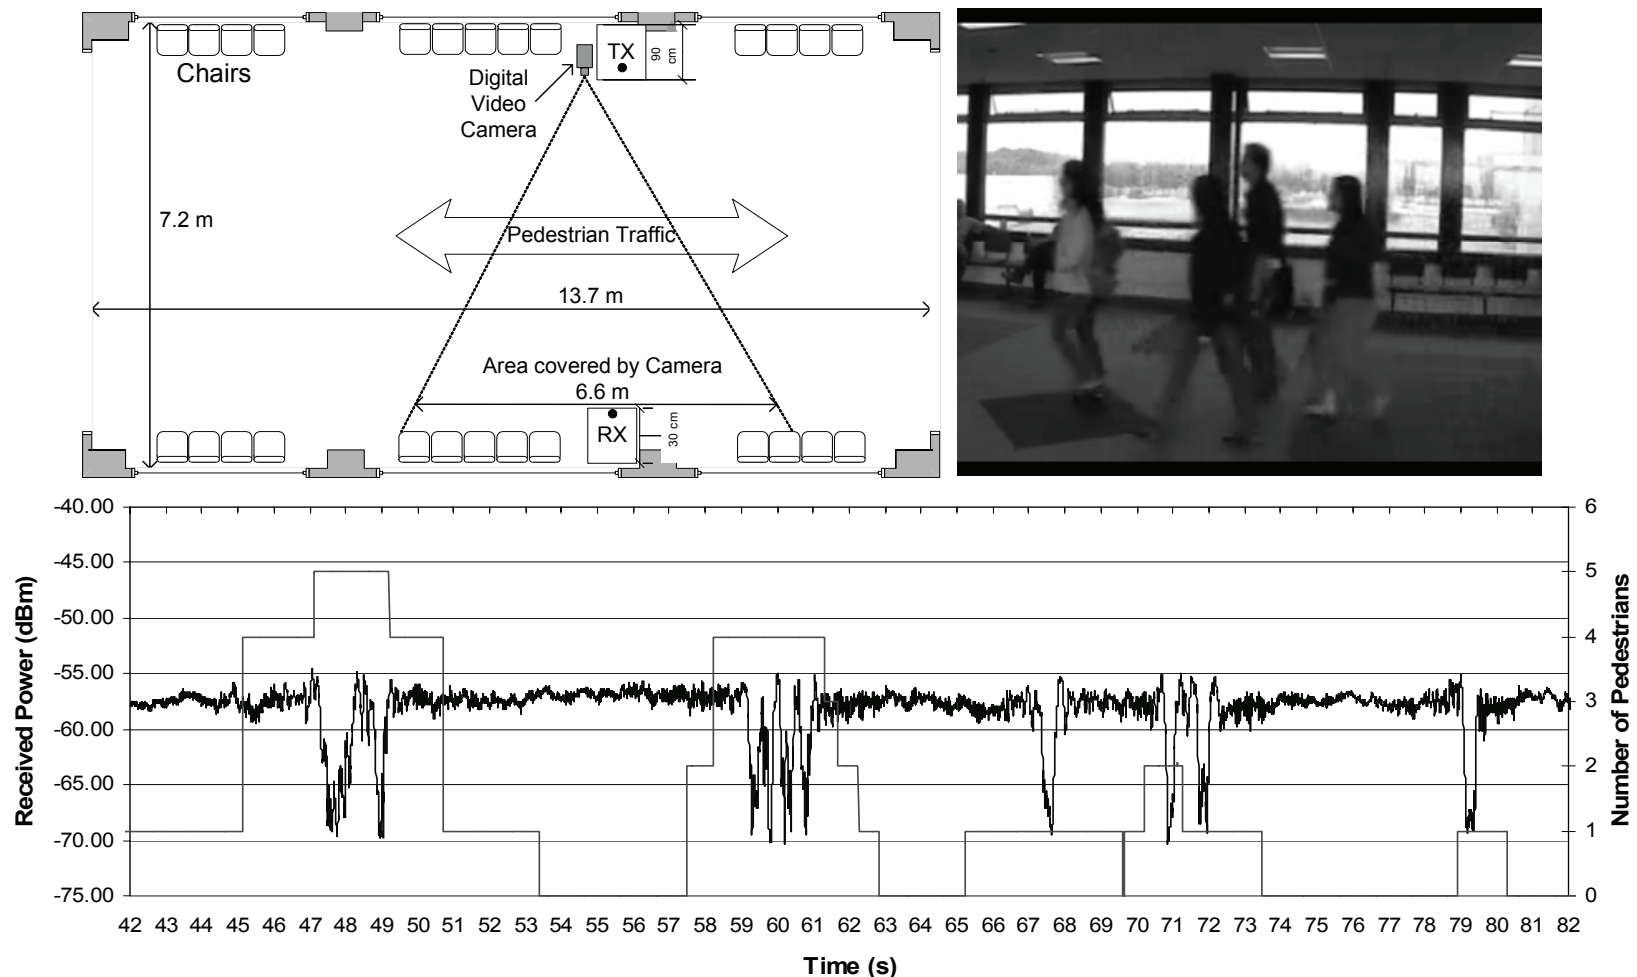 TX
90
cm
Chairs
Digital
Video
Camera
7.2 m
Pedestrian Traffic
13.7 m
Area covered by Camera
6.6 m
RX
30 cm
-40.00
-45.00
-50.00
-55.00
-60.00
-65.00
-70.00
-75.00
Received Power (dBm)
6
5
4
3
2
1
0
Number of Pedestrians
42 43 44 45 46 47 48 49 50 51 52 53 54 55 56 57 58 59 60 61 62 63 64 65 66 67 68 69 70 71 72 73 74 75 76 77 78 79 80 81 82
Time (s)